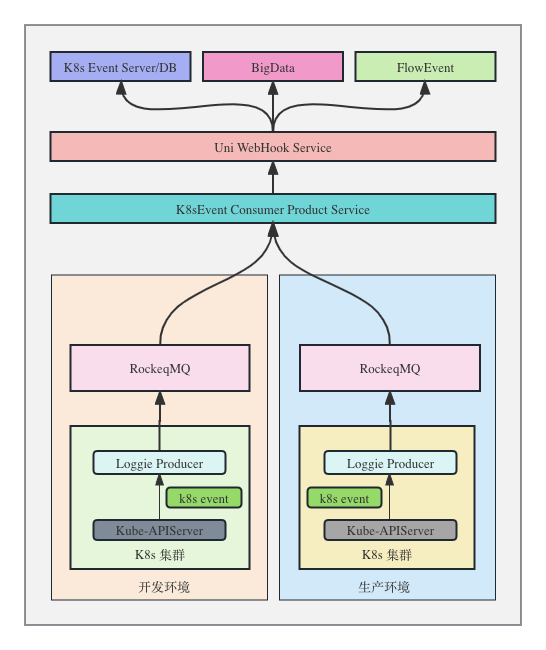 K8s Event Server/DB
BigData
FlowEvent
Uni WebHook Service
K8sEvent Consumer Product Service
RockeqMQ
RockeqMQ
Loggie Producer
k8s event
Kube-APIServer
K8s 集群
开发环境
Loggie Producer
k8s event
Kube-APIServer
K8s 集群
生产环境